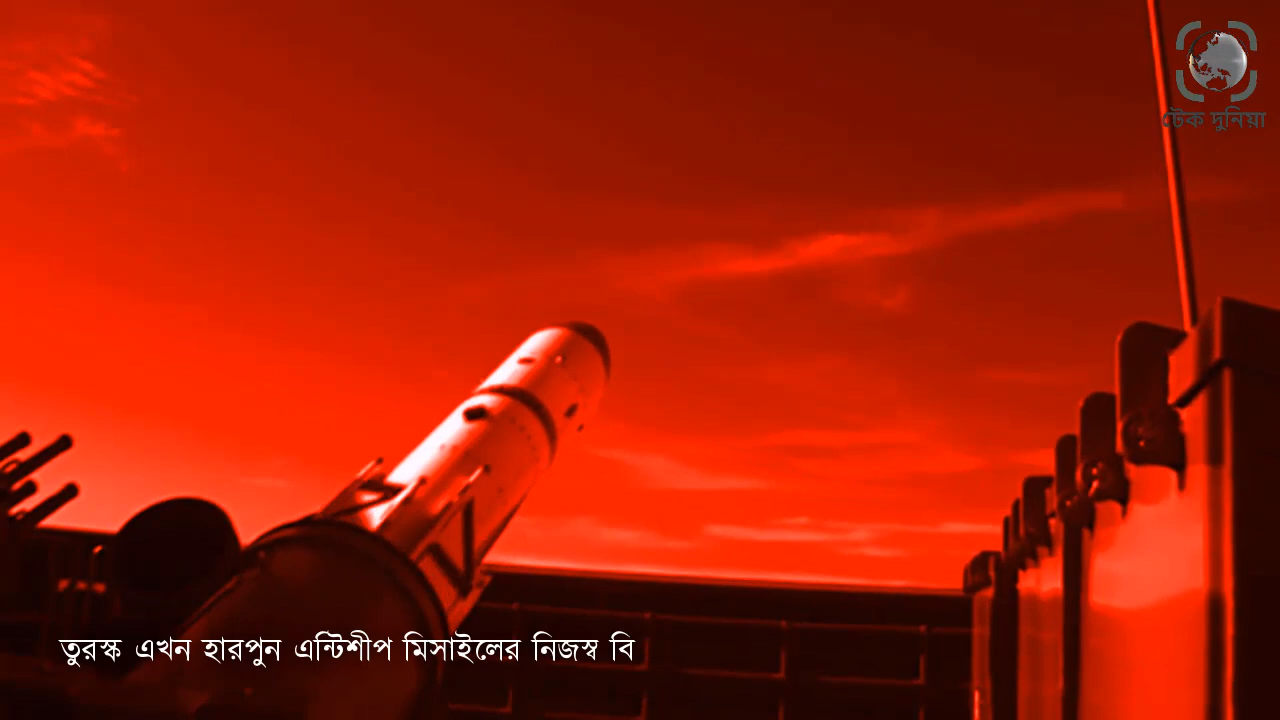 টেক দুনিয়া
তুরস্ক এখন হারপুন এন্টিশীপ মিসাইলের নিজস্ব বি